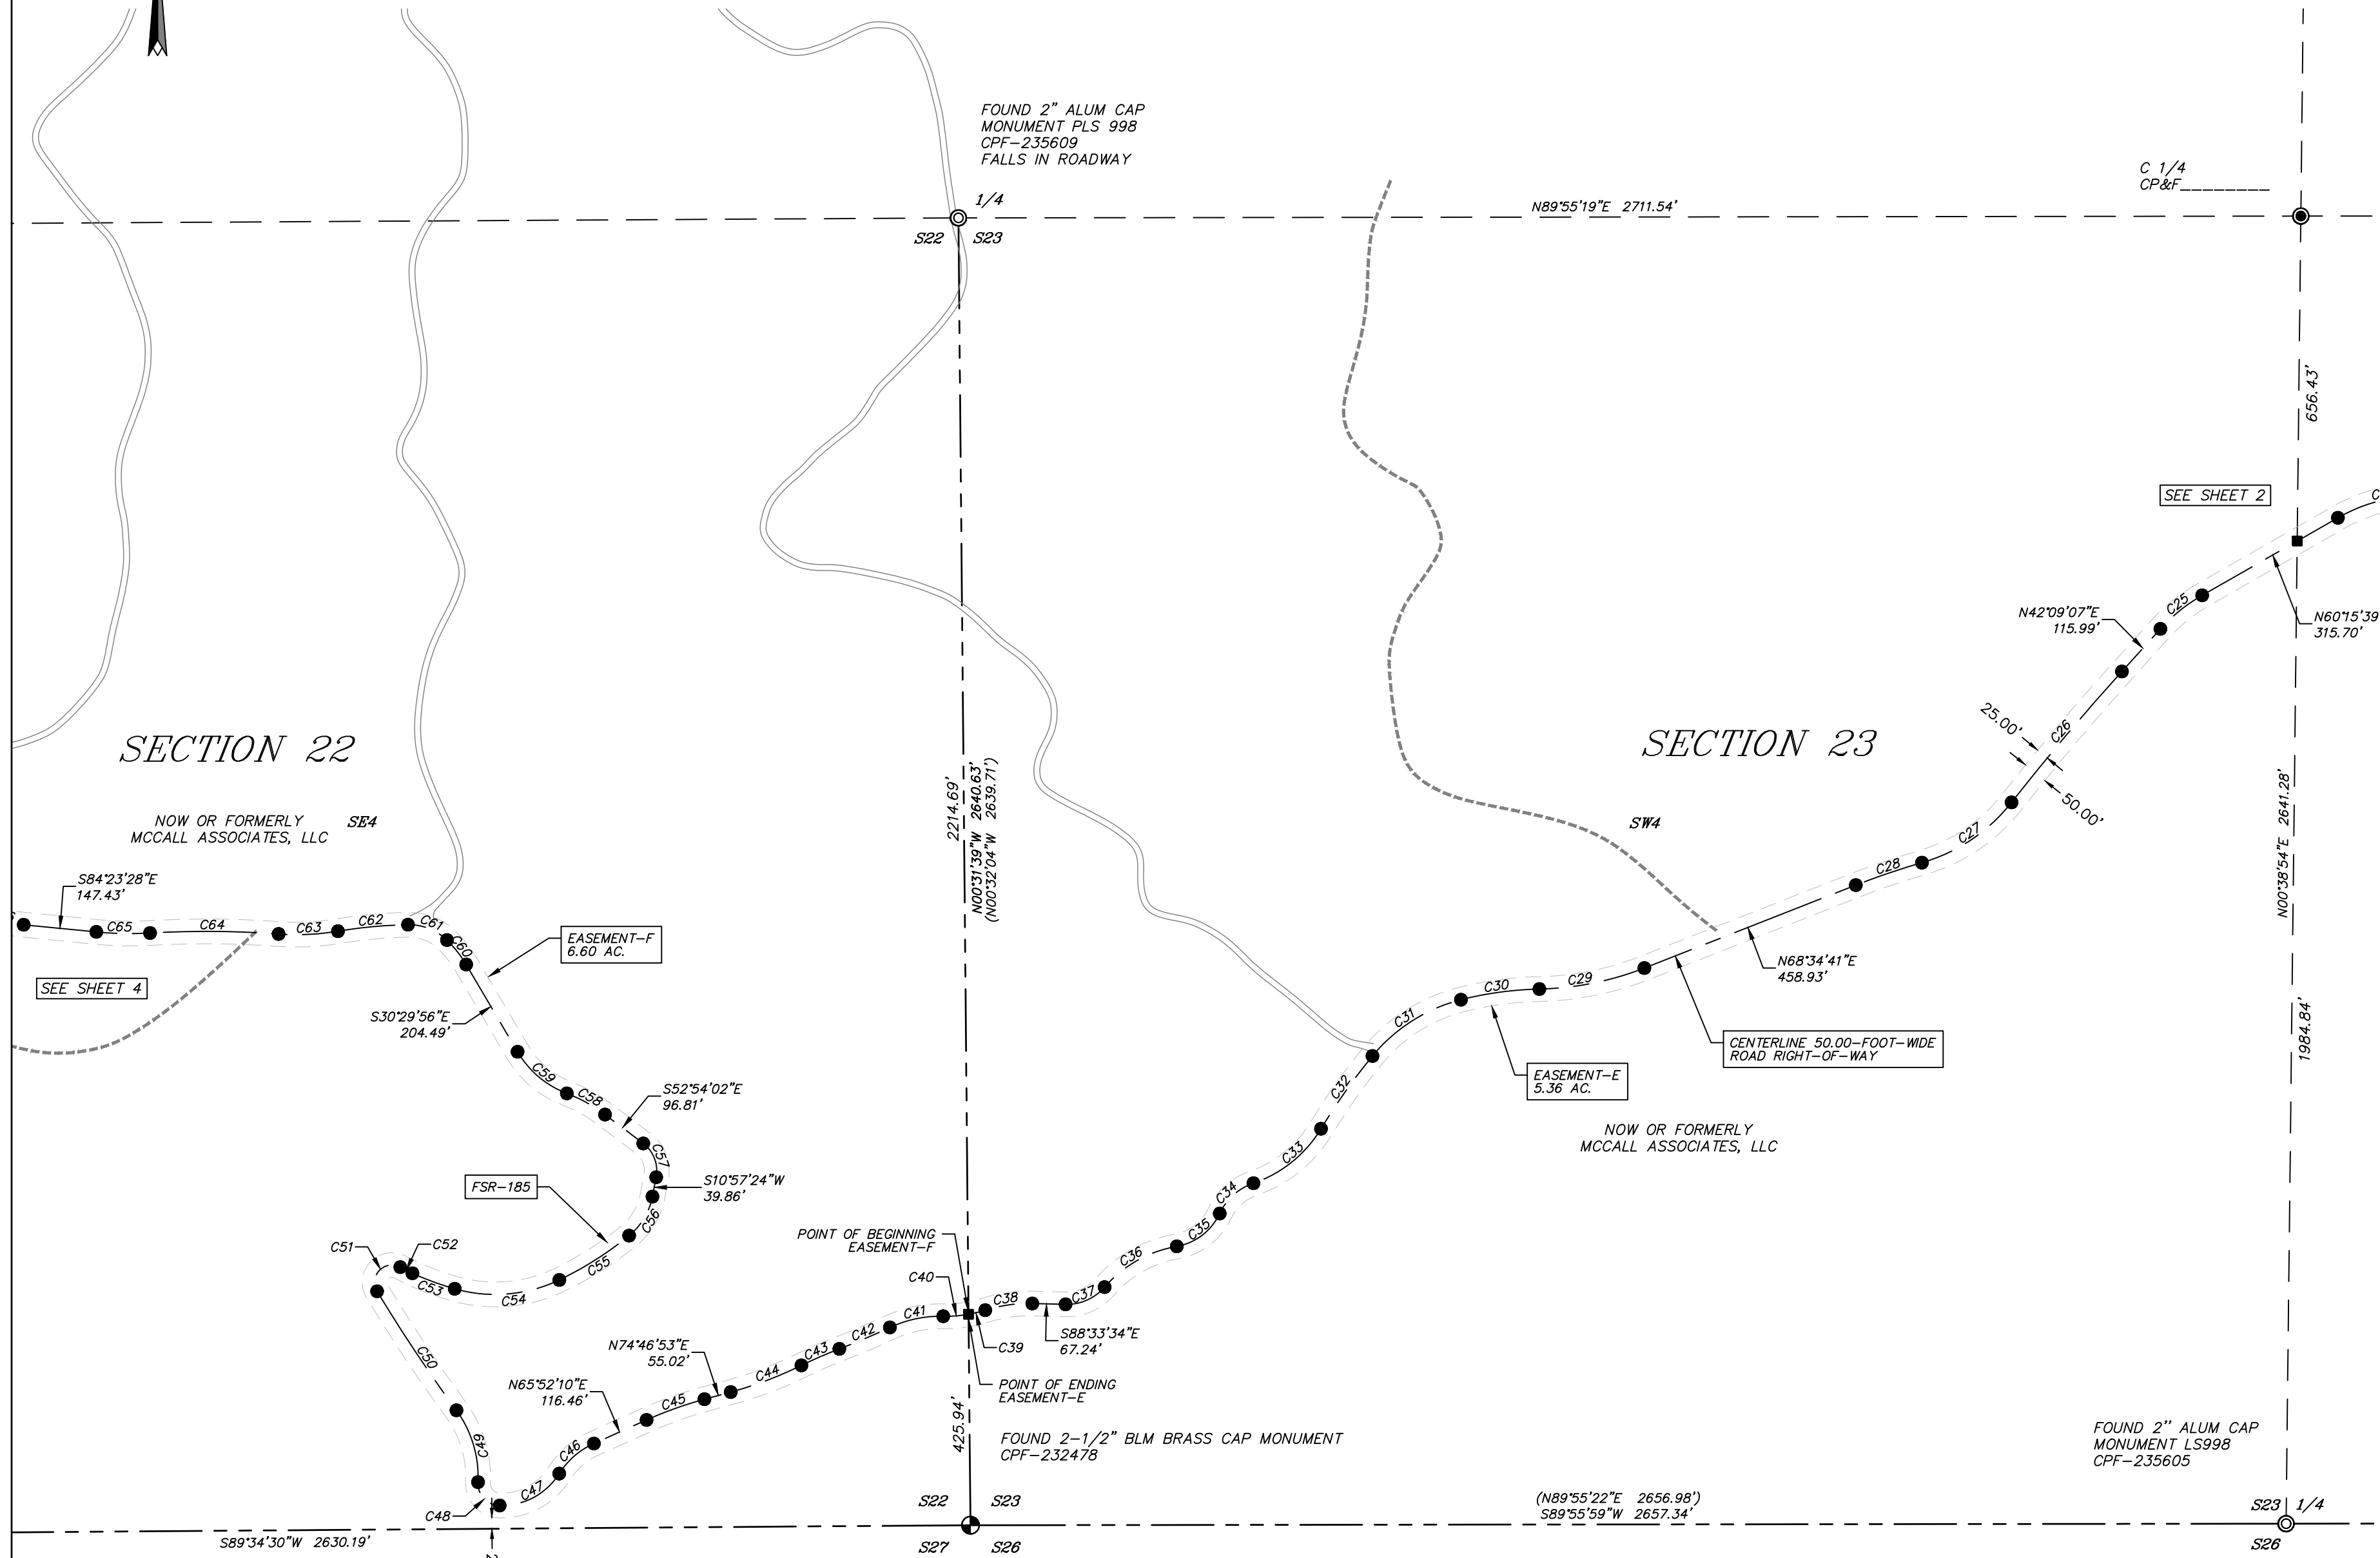 FOUND 2" ALUM CAP
MONUMENT PLS 998
CPF-235609
FALLS IN ROADWAY
C 1/4
CP&F________
1/4
N89°55'19"E 2711.54'
S22 S23
656.43'
SEE SHEET 2
C25
N42°09'07"E
115.99'
N60°15'39
315.70'
25.00'
C26
50.00'
SECTION 22
SECTION 23
NOW OR FORMERLY
MCCALL ASSOCIATES, LLC
SE4
SW4
2214.69'
N00°31'39"W 2640.63'
(N00°32'04"W 2639.71')
N00°38'54"E 2641.28'
1984.84'
C27
C28
S84°23'28"E
147.43'
C65
C64
C63
C62
C61
C60
EASEMENT-F
6.60 AC.
SEE SHEET 4
S30°29'56"E
204.49'
N68°34'41"E
458.93'
C29
C30
C31
CENTERLINE 50.00-FOOT-WIDE
ROAD RIGHT-OF-WAY
EASEMENT-E
5.36 AC.
NOW OR FORMERLY
MCCALL ASSOCIATES, LLC
C59
C58
S52°54'02"E
96.81'
C32
C33
C57
S10°57'24"W
39.86'
FSR-185
C56
C34
C35
C36
POINT OF BEGINNING
EASEMENT-F
C51
C52
C53
C54
C55
C40
C41
C38
C37
C39
S88°33'34"E
67.24'
C42
C43
C44
N74°46'53"E
55.02'
N65°52'10"E
116.46'
POINT OF ENDING
EASEMENT-E
C50
C45
C46
425.94'
FOUND 2-1/2" BLM BRASS CAP MONUMENT
CPF-232478
FOUND 2" ALUM CAP
MONUMENT LS998
CPF-235605
C49
C47
C48
S22 S23
(N89°55'22"E 2656.98')
S89°55'59"W 2657.34'
S23 1/4
S89°34'30"W 2630.19'
S27 S26
S26